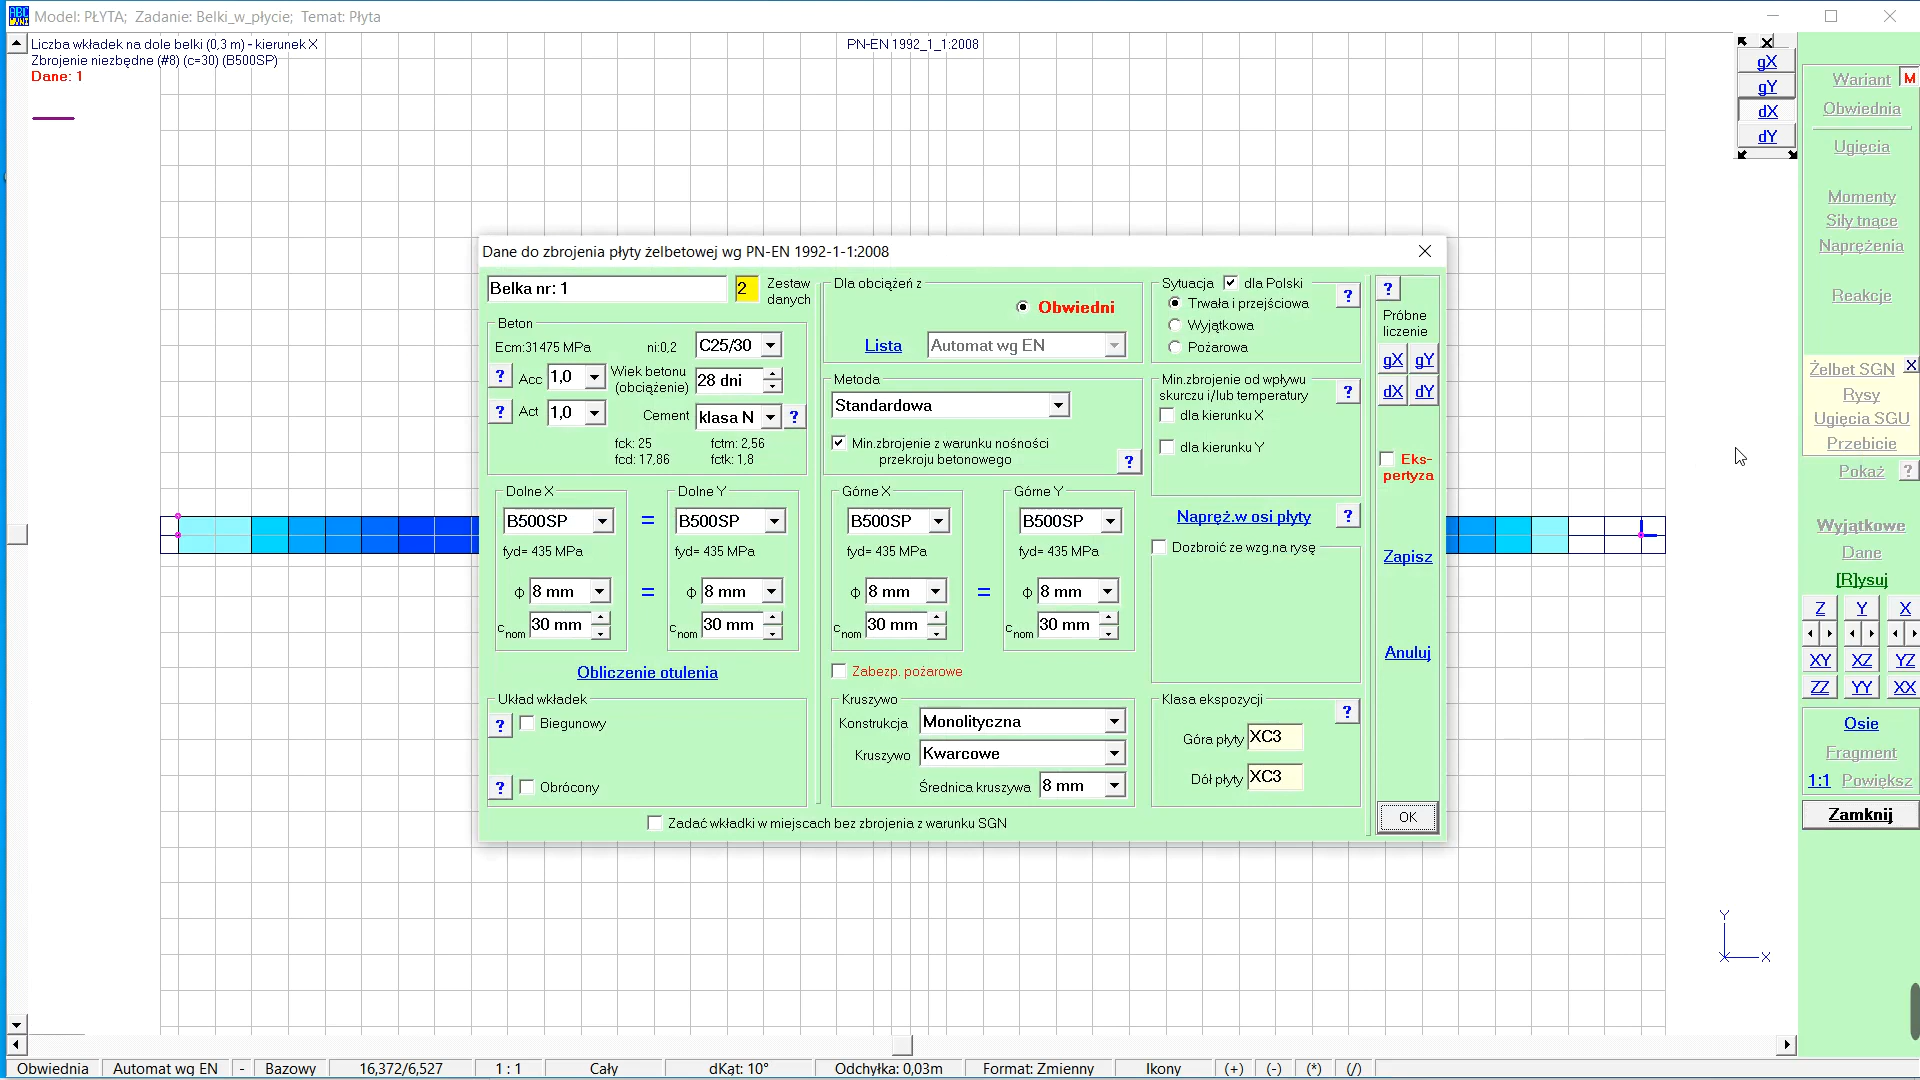 Model: PŁYTA;  Zadanie: Belki_w_płycie;  Temat: Płyta
Liczba wkładek na dole belki (0,3 m) - kierunek X
Zbrojenie niezbędne (#8) (c=30) (B500SP)
Dane: 1
PN-EN 1992_1_1:2008
gX
gY
dX
dY
Wariant M
Obwiednia
Ugięcia
Momenty
Siły tnące
Naprężenia
Reakcje
Żelbet SGN X
Rysy
Ugięcia SGU
Przebicie
Pokaż ?
Wyjątkowe
Dane
[R]ysuj
Z Y X
XY XZ YZ
ZZ YY XX
Osie
Fragment
1:1 Powiększ
Zamknij
Dane do zbrojenia płyty żelbetowej wg PN-EN 1992-1-1:2008
Belka nr: 1
2
Zestaw
danych
Beton
Ecm:31475 MPa ni:0,2 C25/30
? Acc 1,0 Wiek betonu
(obciążenie) 28 dni
? Act 1,0 Cement klasa N ?
fck: 25 fctm: 2,56
fcd: 17,86 fctk: 1,8
Dolne X Dolne Y
B500SP = B500SP
fyd= 435 MPa fyd= 435 MPa
ϕ 8 mm = ϕ 8 mm
cnom 30 mm cnom 30 mm
Obliczenie otulenia
Układ wkładek
? Biegunowy
? Obrócony
Dla obciążeń z
Obwiedni
Lista Automat wg EN
Metoda
Standardowa
Min.zbrojenie z warunku nośności
przekroju betonowego
?
Górne X Górne Y
B500SP B500SP
fyd= 435 MPa fyd= 435 MPa
ϕ 8 mm = ϕ 8 mm
cnom 30 mm cnom 30 mm
Zabezp. pożarowe
Kruszywo
Konstrukcja Monolityczna
Kruszywo Kwarcowe
Średnica kruszywa 8 mm
Zadać wkładki w miejscach bez zbrojenia z warunku SGN
Sytuacja dla Polski
Trwała i przejściowa ?
Wyjątkowa
Pożarowa
Min.zbrojenie od wpływu
skurczu i/lub temperatury ?
dla kierunku X
dla kierunku Y
Napręż.w osi płyty ?
Dozbroić ze wzg.na rysę
Klasa ekspozycji
?
Góra płyty XC3
Dół płyty XC3
?
Próbne
liczenie
gX gY
dX dY
Eks-
pertyza
Zapisz
Anuluj
OK
Y
X
Obwiednia Automat wg EN - Bazowy 16,372/6,527 1 : 1 Cały dKąt: 10° Odchyłka: 0,03m Format: Zmienny Ikony (+) (-) (*) (/)